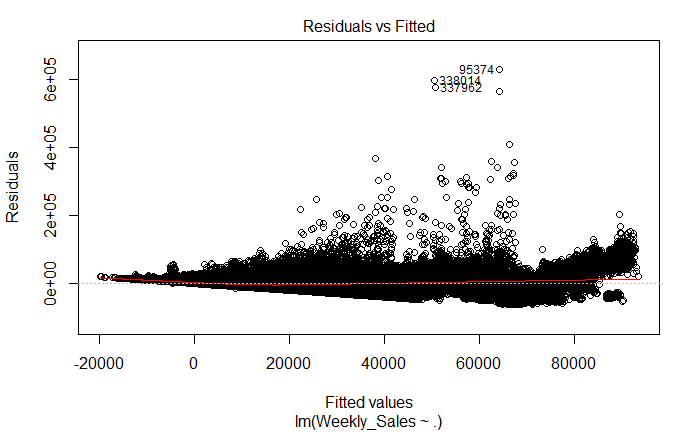 Residuals vs Fitted
Residuals
6e+05
4e+05
2e+05
0e+00
95374
338014
337962
-20000 0 20000 40000 60000 80000
Fitted values
lm(Weekly_Sales ~ .)